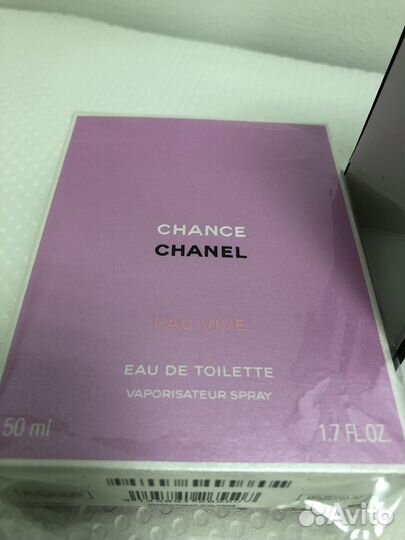 CHANCE
CHANEL
EAU VIVE
EAU DE TOILETTE
VAPORISATEUR SPRAY
50 ml 1.7 FL.OZ.
Avito